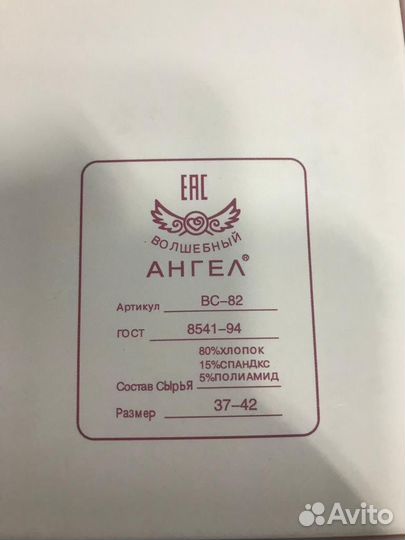 EAC
ВОЛШЕБНЫЙ
АНГЕЛ®
Артикул ВС-82
ГОСТ 8541-94
80%ХЛОПОК
15%СПАНДКС
5%ПОЛИАМИД
Состав СЫРЬЯ
Размер 37-42
Avito